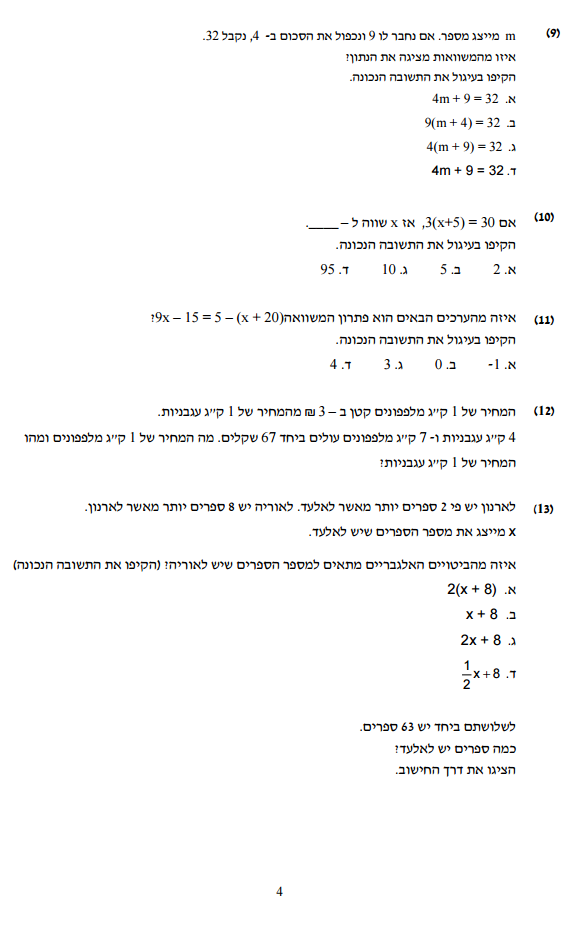 (9) m מייצג מספר. אם נחבר לו 9 ונכפול את הסכום ב- 4, נקבל 32.
איזו מהמשוואות מציגה את הנתון?
הקיפו בעיגול את התשובה הנכונה.
א. 4m + 9 = 32
ב. 9(m + 4) = 32
ג. 4(m + 9) = 32
ד. 4m + 9 = 32
(10) אם 3(x+5) = 30, אז x שווה ל – ____.
הקיפו בעיגול את התשובה הנכונה.
א. 2 ב. 5 ג. 10 ד. 95
(11) איזה מהערכים הבאים הוא פתרון המשוואה 9x – 15 = 5 – (x + 20)?
הקיפו בעיגול את התשובה הנכונה.
א. -1 ב. 0 ג. 3 ד. 4
(12) המחיר של 1 ק״ג מלפפונים קטן ב – 3 ₪ מהמחיר של 1 ק״ג עגבניות.
4 ק״ג עגבניות ו- 7 ק״ג מלפפונים עולים ביחד 67 שקלים. מה המחיר של 1 ק״ג מלפפונים ומהו
המחיר של 1 ק״ג עגבניות?
(13) לארנון יש פי 2 ספרים יותר מאשר לאלעד. לאוריה יש 8 ספרים יותר מאשר לארנון.
x מייצג את מספר הספרים שיש לאלעד.
איזה מהביטויים האלגבריים מתאים למספר הספרים שיש לאוריה? (הקיפו את התשובה הנכונה)
א. 2(x + 8)
ב. x + 8
ג. 2x + 8
ד. 1/2 x + 8
לשלושתם ביחד יש 63 ספרים.
כמה ספרים יש לאלעד?
הציגו את דרך החישוב.
4